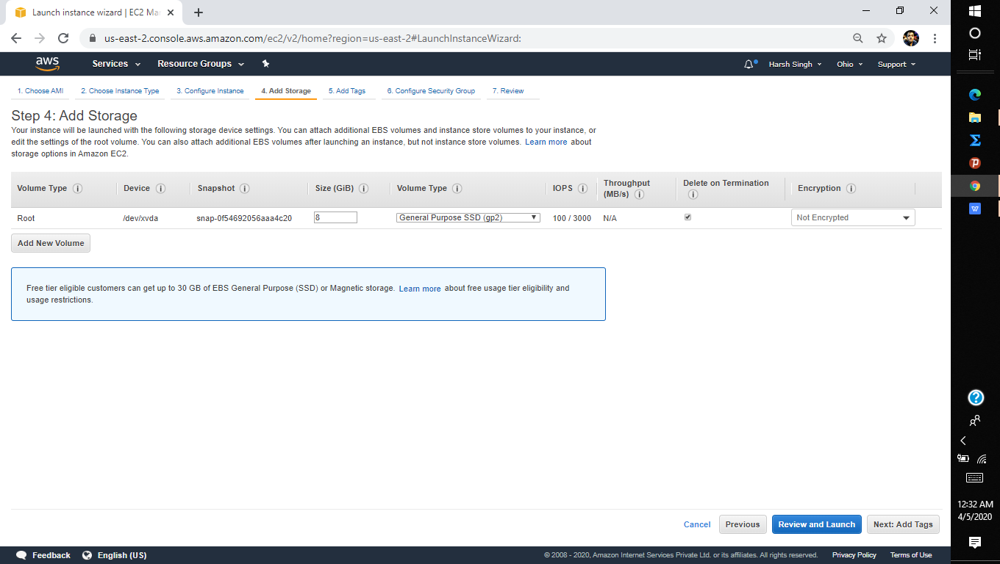 Launch instance wizard | EC2 Ma
us-east-2.console.aws.amazon.com/ec2/v2/home?region=us-east-2#LaunchInstanceWizard:
aws Services Resource Groups Harsh Singh Ohio Support
1. Choose AMI 2. Choose Instance Type 3. Configure Instance 4. Add Storage 5. Add Tags 6. Configure Security Group 7. Review
Step 4: Add Storage
Your instance will be launched with the following storage device settings. You can attach additional EBS volumes and instance store volumes to your instance, or
edit the settings of the root volume. You can also attach additional EBS volumes after launching an instance, but not instance store volumes. Learn more about
storage options in Amazon EC2.
Volume Type i Device i Snapshot i Size (GiB) i Volume Type i IOPS i Throughput (MB/s) i Delete on Termination i Encryption i
Root /dev/xvda snap-0f54692056aaa4c20 8 General Purpose SSD (gp2) 100 / 3000 N/A Not Encrypted
Add New Volume
Free tier eligible customers can get up to 30 GB of EBS General Purpose (SSD) or Magnetic storage. Learn more about free usage tier eligibility and
usage restrictions.
Cancel Previous Review and Launch Next: Add Tags
Feedback English (US) © 2008 - 2020, Amazon Internet Services Private Ltd. or its affiliates. All rights reserved. Privacy Policy Terms of Use
12:32 AM
4/5/2020